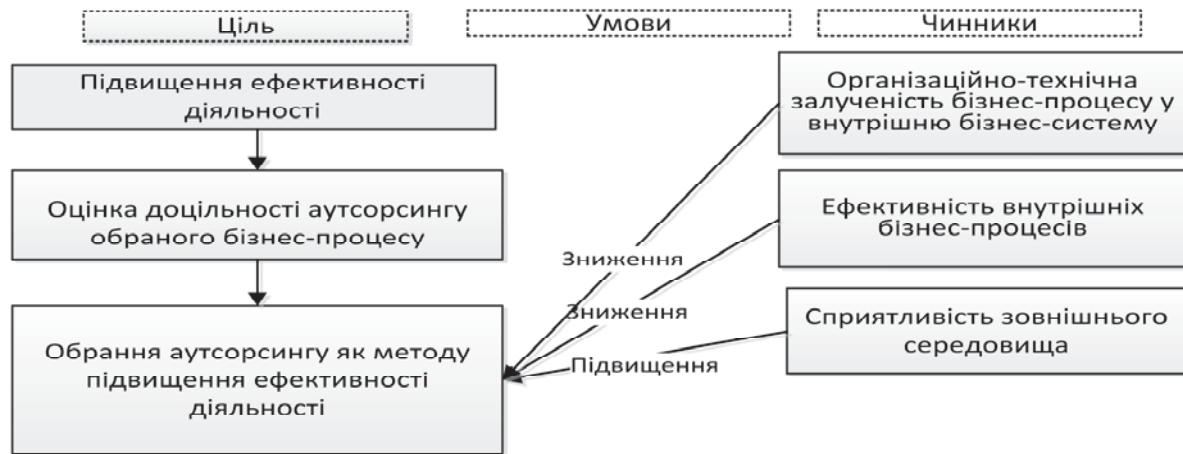 Ціль
Умови
Чинники
Підвищення ефективності
діяльності
Оцінка доцільності аутсорсингу
обраного бізнес-процесу
Обрання аутсорсингу як методу
підвищення ефективності
діяльності
Зниження
Зниження
Підвищення
Організаційно-технічна
залученість бізнес-процесу у
внутрішню бізнес-систему
Ефективність внутрішніх
бізнес-процесів
Сприятливість зовнішнього
середовища